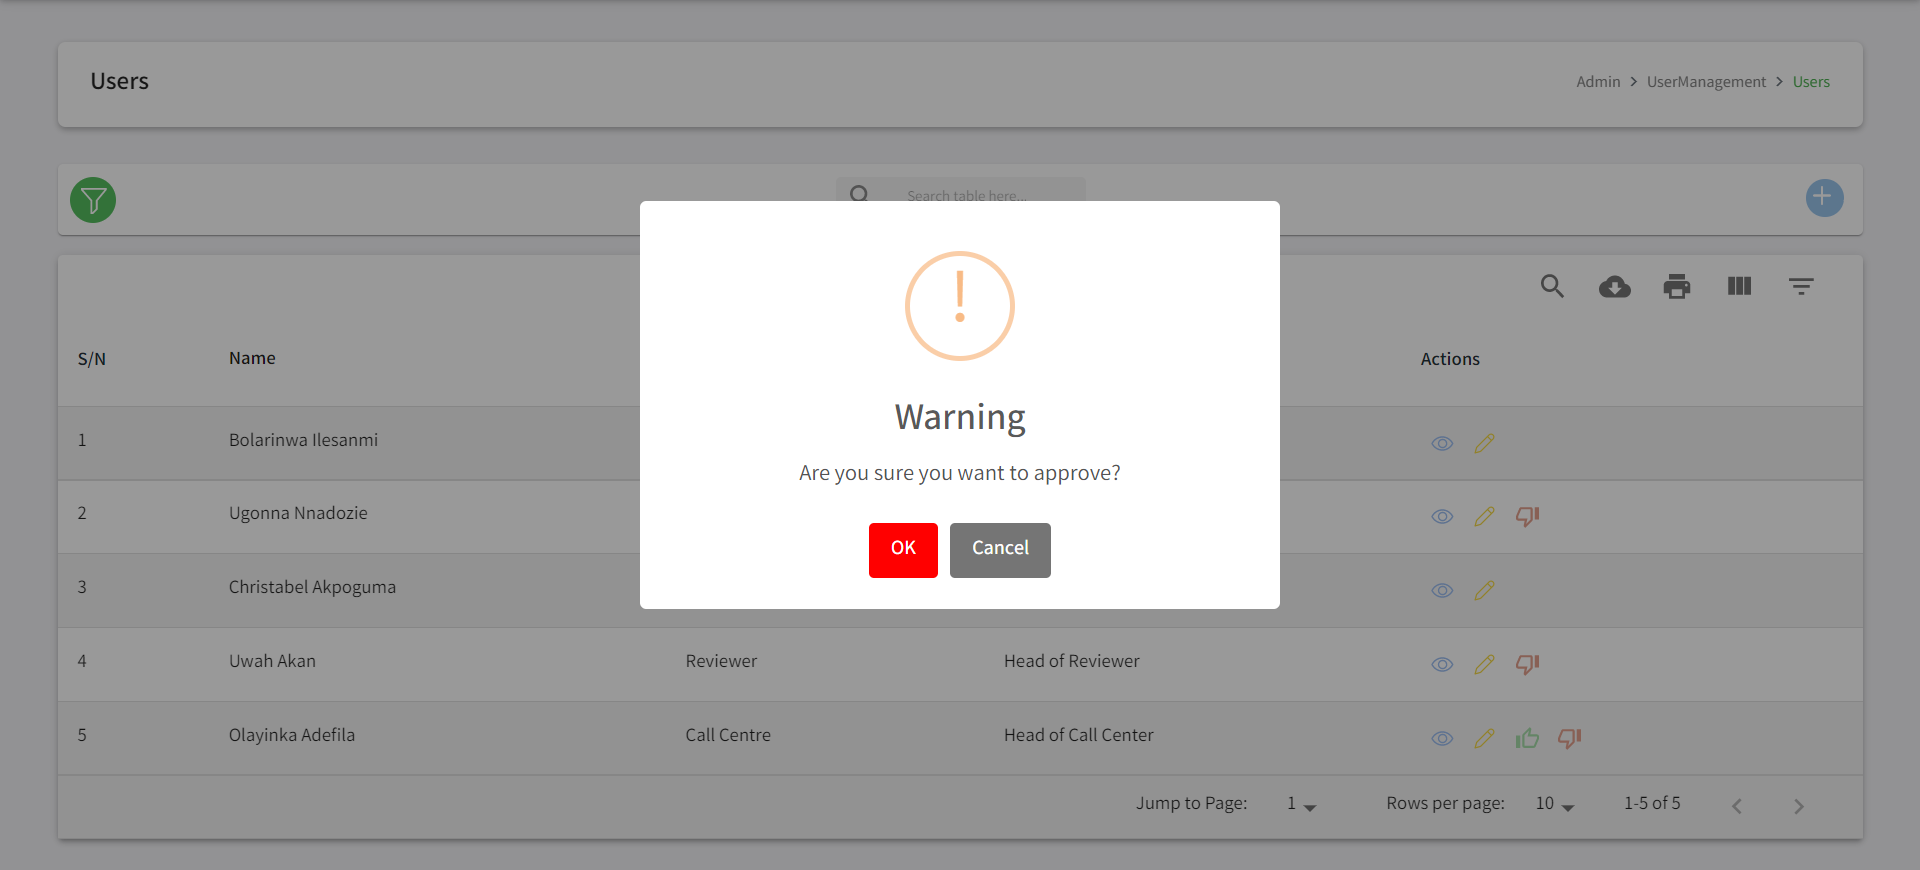 Users
Admin > UserManagement > Users
Search table here...
S/N Name Actions
Warning
Are you sure you want to approve?
OK Cancel
1 Bolarinwa Ilesanmi
2 Ugonna Nnadozie
3 Christabel Akpoguma
4 Uwah Akan Reviewer Head of Reviewer
5 Olayinka Adefila Call Centre Head of Call Center
Jump to Page: 1 Rows per page: 10 1-5 of 5